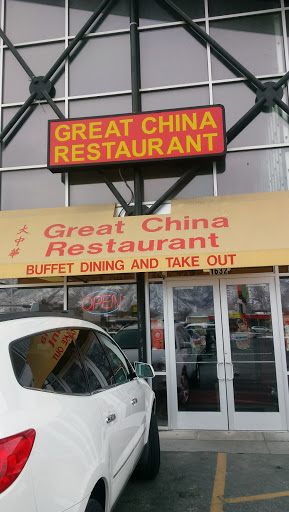 GREAT CHINA
RESTAURANT
大中華
Great China
Restaurant
BUFFET DINING AND TAKE OUT
OPEN